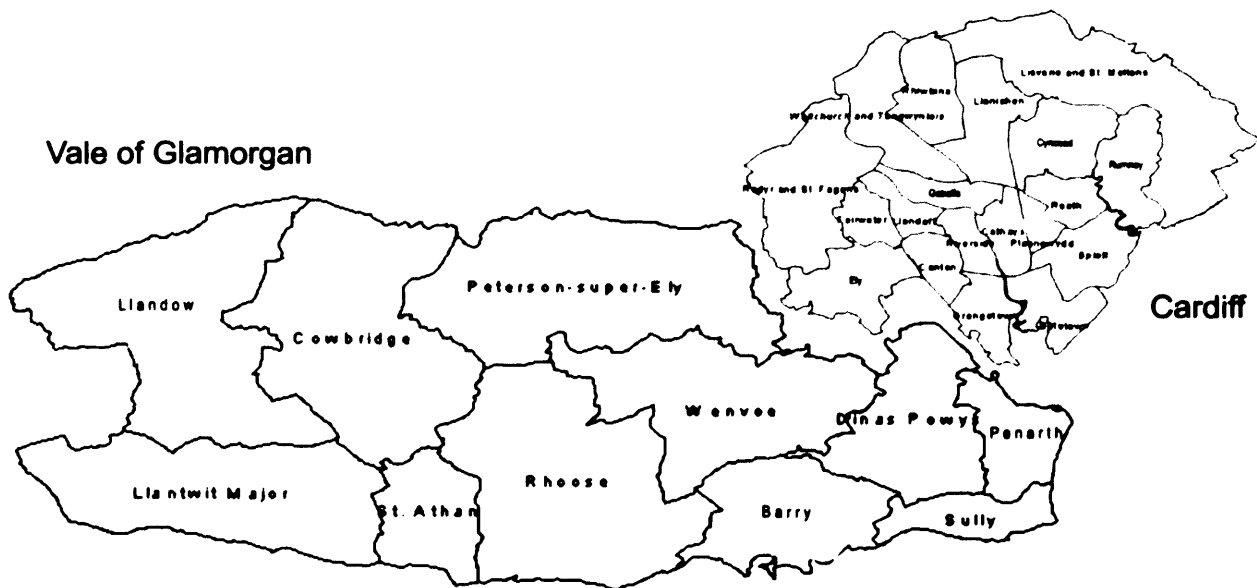 Vale of Glamorgan
Cardiff
Lisvane and St. Mellons
Llanishen
Whitchurch and Tongwynlais
Cyncoed
Rumney
Radyr and St Fagans
Gabalfa
Roath
Fairwater
Llandaff
Cathays
Riverside
Plasnewydd
Splott
Canton
Ely
Grangetown
Llandow
Cowbridge
Peterson-super-Ely
Wenvoe
Dinas Powys
Penarth
Llantwit Major
St. Athan
Rhoose
Barry
Sully